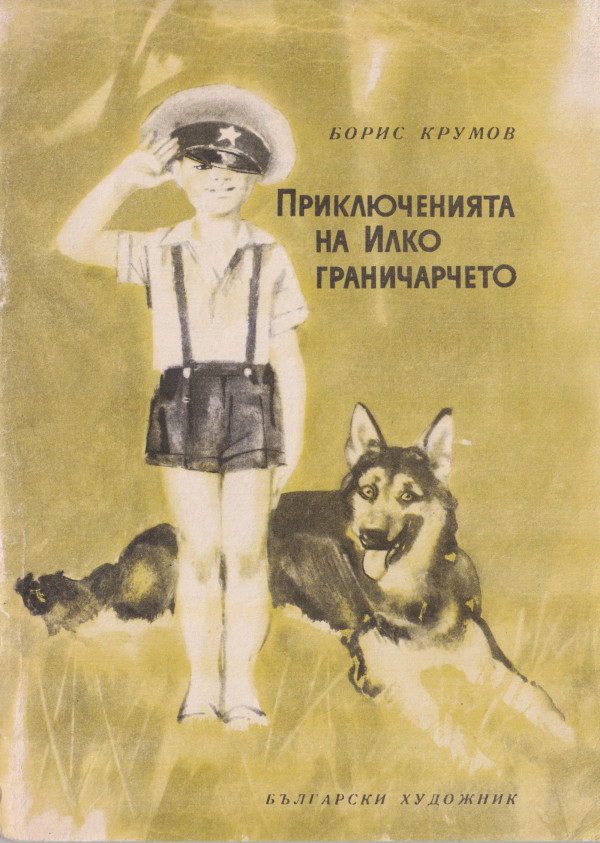 БОРИС КРУМОВ
ПРИКЛЮЧЕНИЯТА
НА ИЛКО
ГРАНИЧАРЧЕТО
БЪЛГАРСКИ ХУДОЖНИК